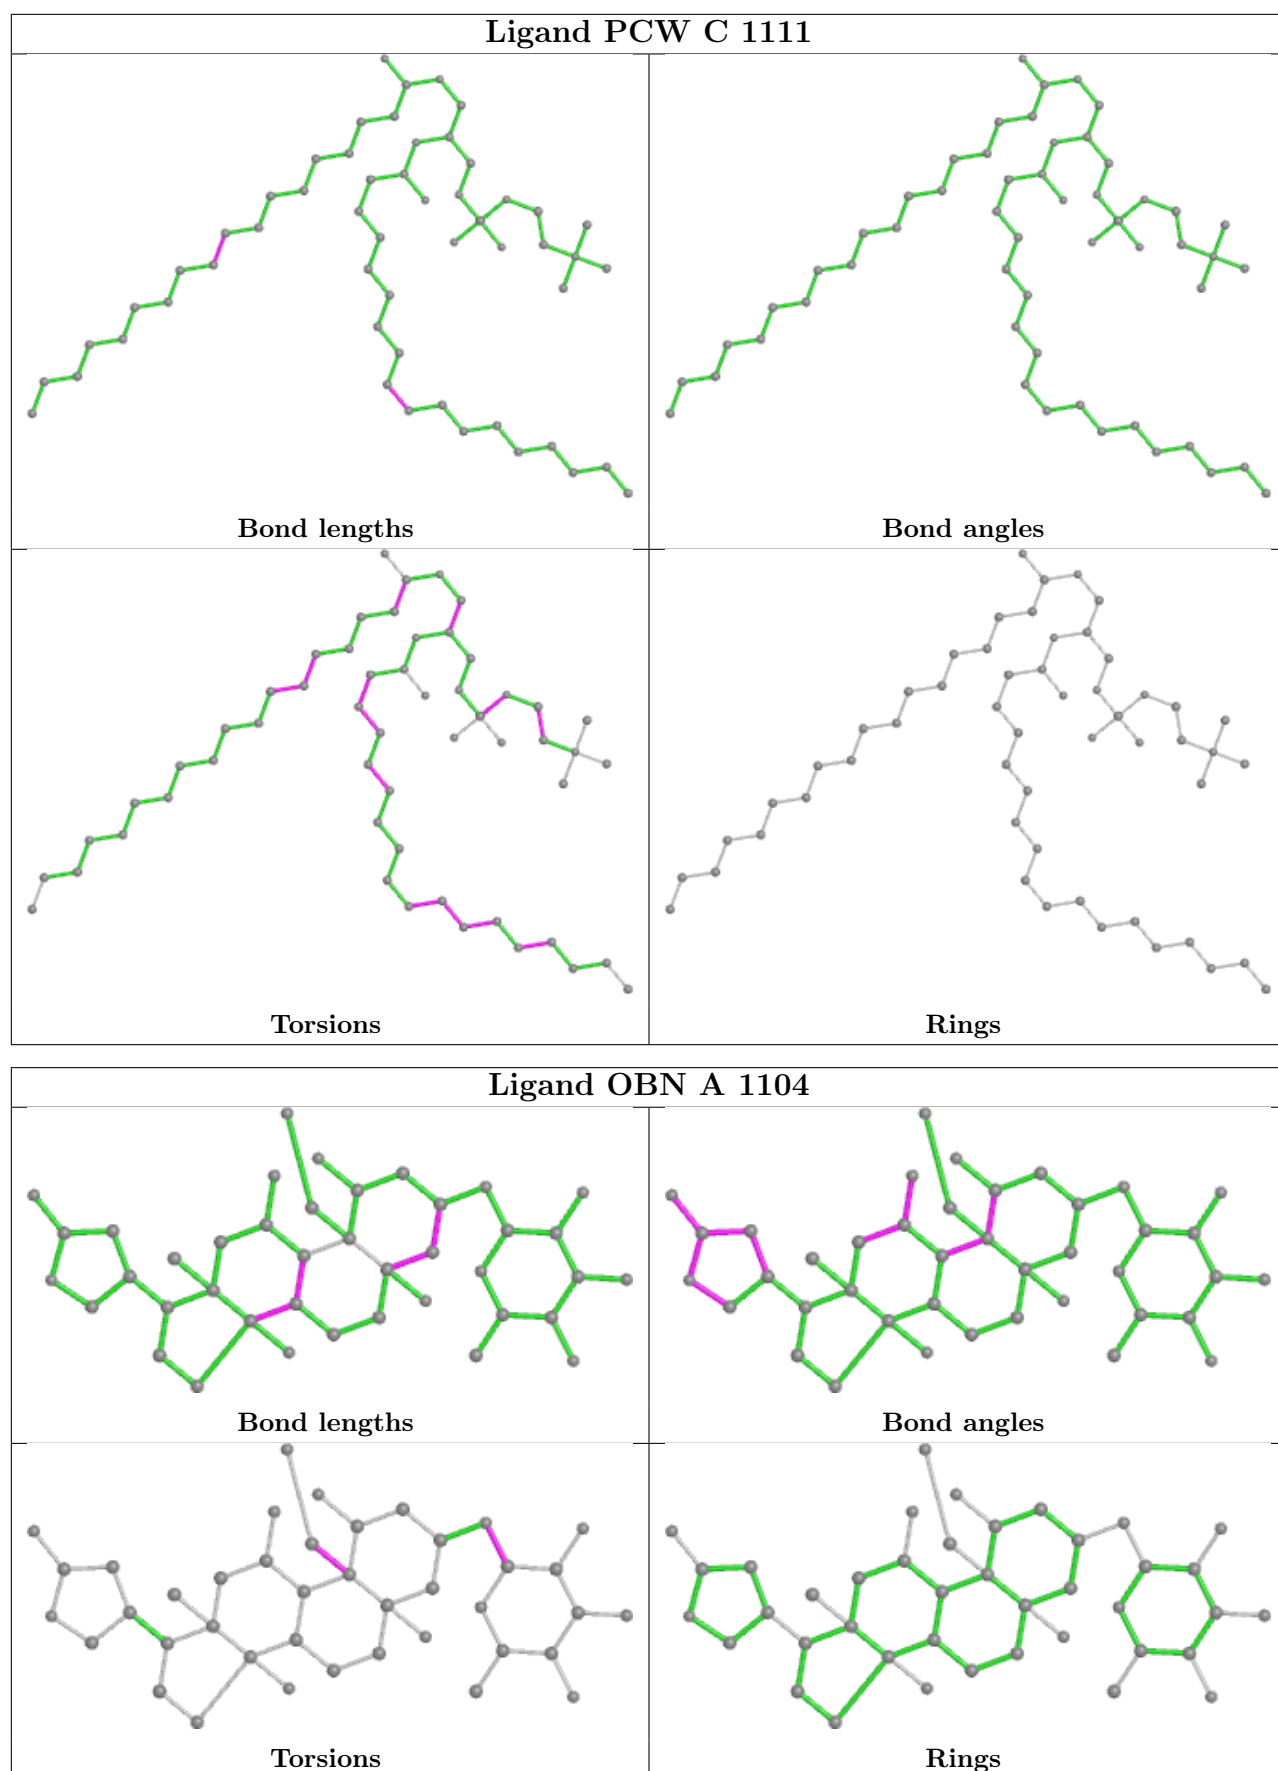 Ligand PCW C 1111
Bond lengths
Bond angles
Torsions
Rings
Ligand OBN A 1104
Bond lengths
Bond angles
Torsions
Rings